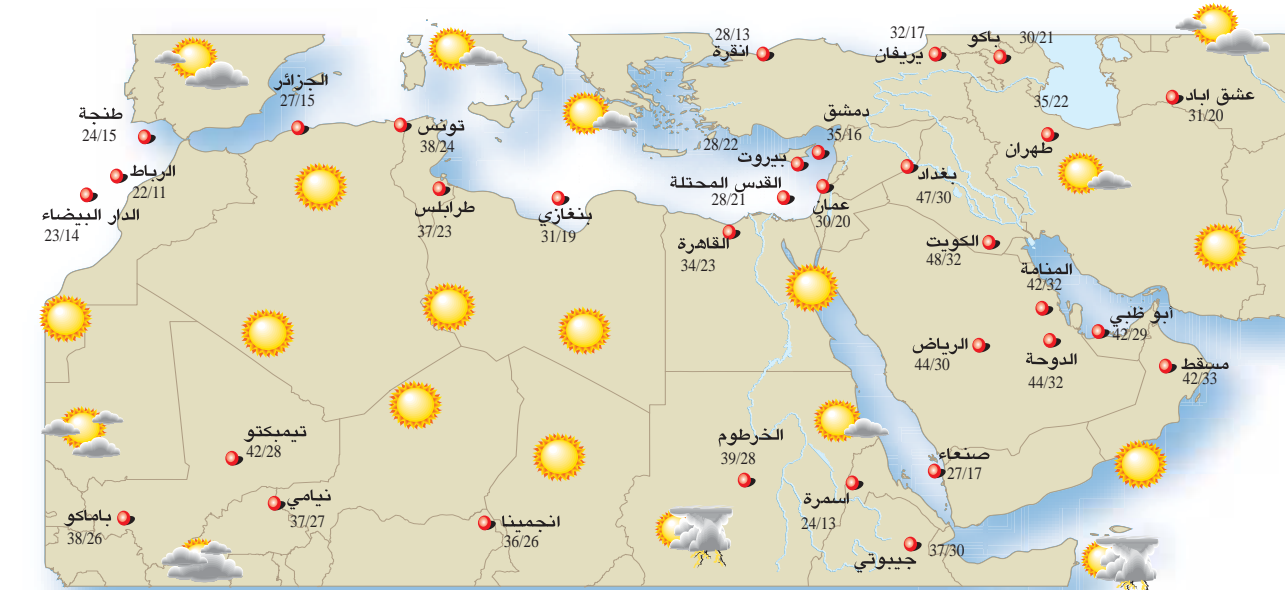 28/13
انقرة
32/17
يريفان
باكو
30/21
عشق اباد
31/20
35/22
طهران
الجزائر
27/15
طنجة
24/15
تونس
38/24
دمشق
35/16
28/22
بيروت
القدس المحتلة
28/21
عمان
30/20
بغداد
47/30
الرباط
22/11
الدار البيضاء
23/14
طرابلس
37/23
بنغازي
31/19
القاهرة
34/23
الكويت
48/32
المنامة
42/32
أبو ظبي
42/29
الرياض
44/30
الدوحة
44/32
مسقط
42/33
تيمبكتو
42/28
الخرطوم
39/28
صنعاء
27/17
اسمرة
24/13
نيامي
37/27
باماكو
38/26
انجمينا
36/26
جيبوتي
37/30